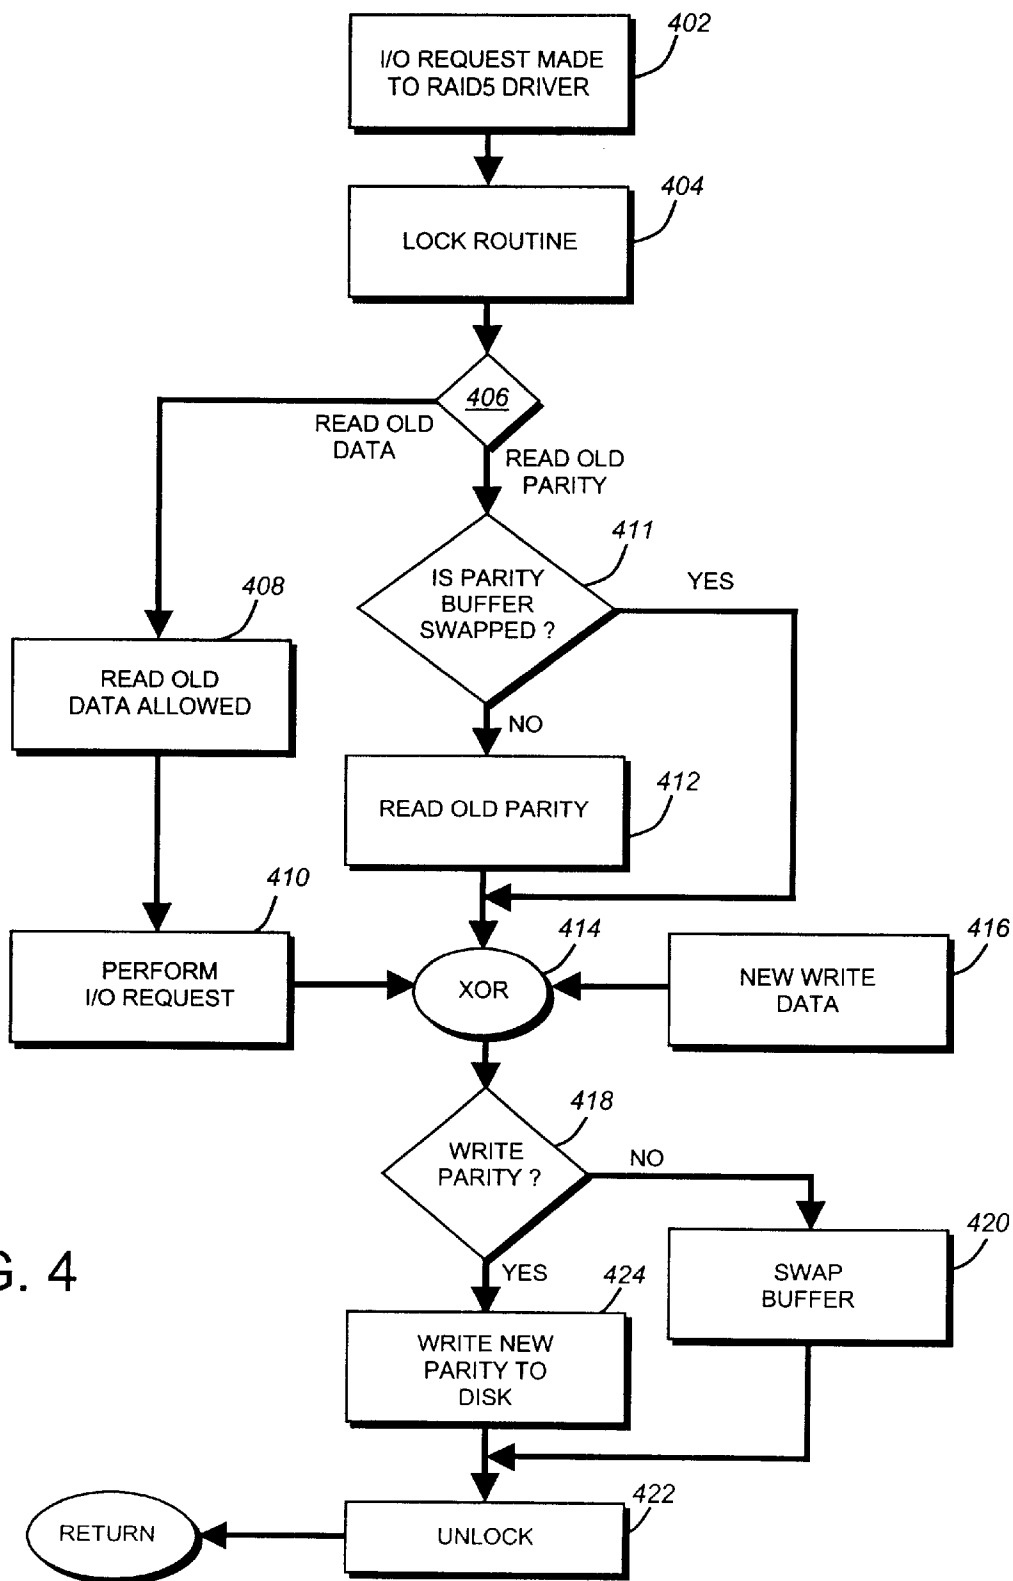 402
I/O REQUEST MADE
TO RAID5 DRIVER
404
LOCK ROUTINE
406
READ OLD
DATA
READ OLD
PARITY
411
IS PARITY
BUFFER
SWAPPED ?
YES
408
READ OLD
DATA ALLOWED
NO
412
READ OLD PARITY
410
PERFORM
I/O REQUEST
414
XOR
416
NEW WRITE
DATA
418
WRITE
PARITY ?
NO
420
SWAP
BUFFER
YES
424
WRITE NEW
PARITY TO
DISK
G. 4
422
UNLOCK
RETURN